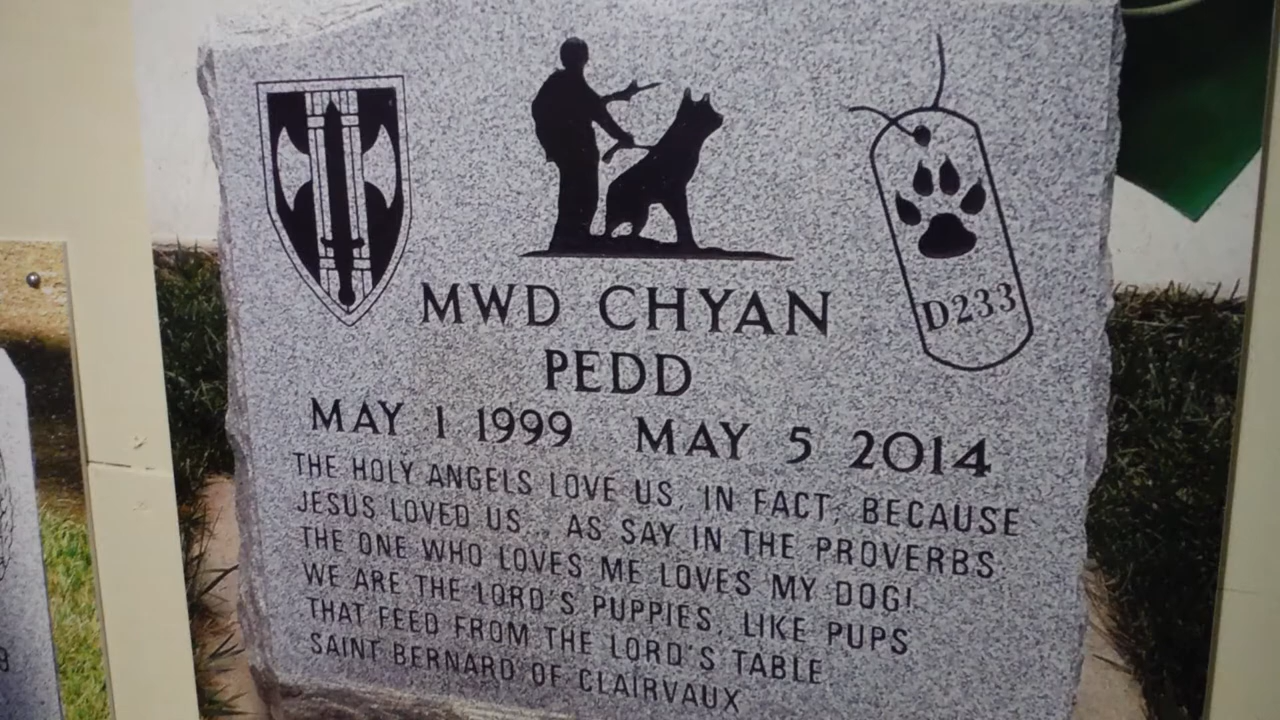 D233
MWD CHYAN
PEDD
MAY 1 1999 MAY 5 2014
THE HOLY ANGELS LOVE US, IN FACT, BECAUSE
JESUS LOVED US.. AS SAY IN THE PROVERBS:
THE ONE WHO LOVES ME LOVES MY DOG!
WE ARE THE LORD'S PUPPIES, LIKE PUPS
THAT FEED FROM THE LORD'S TABLE
SAINT BERNARD OF CLAIRVAUX